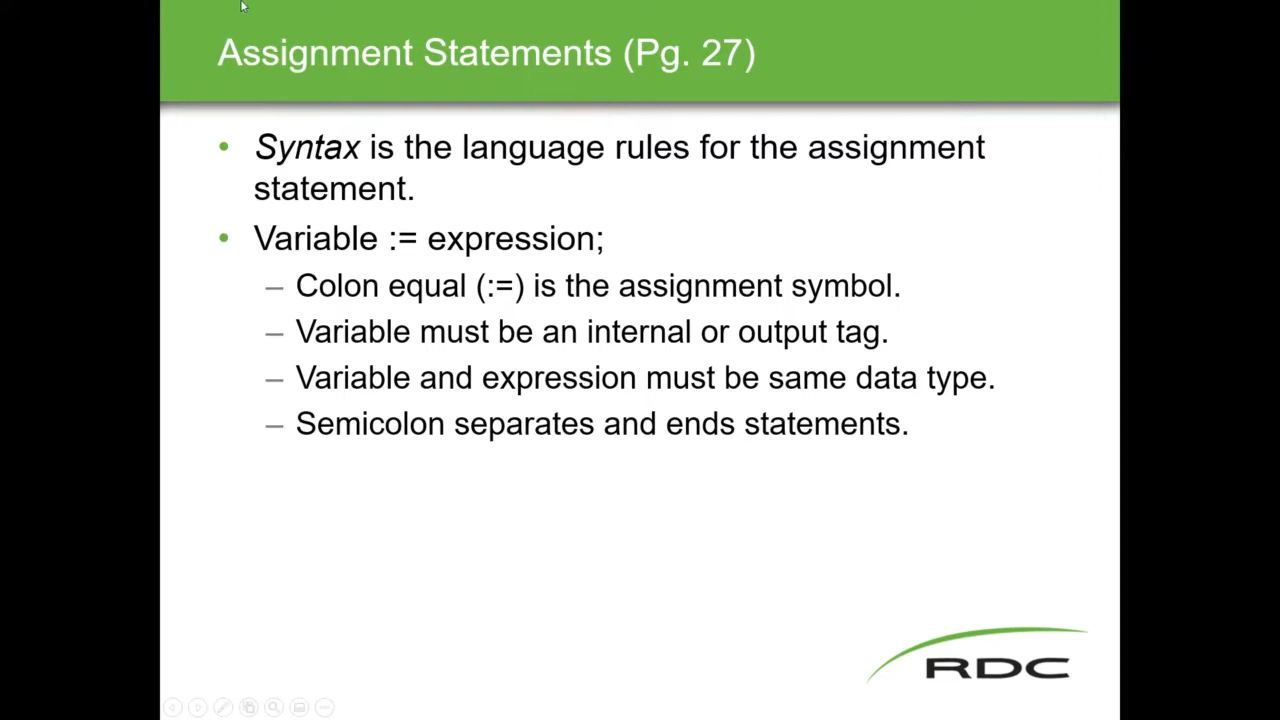 Assignment Statements (Pg. 27)
• Syntax is the language rules for the assignment
statement.
• Variable := expression;
– Colon equal (:=) is the assignment symbol.
– Variable must be an internal or output tag.
– Variable and expression must be same data type.
– Semicolon separates and ends statements.
RDC